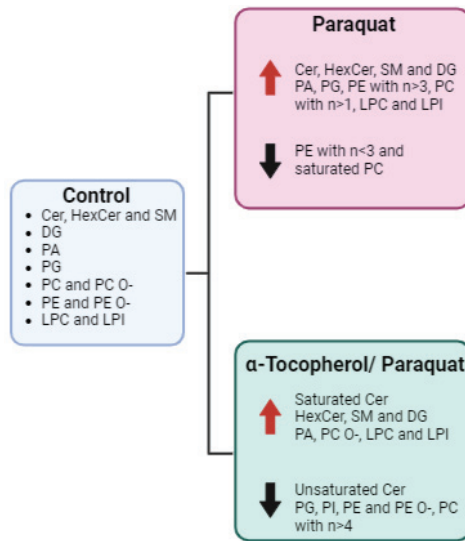 Paraquat
Cer, HexCer, SM and DG
PA, PG, PE with n>3, PC
with n>1, LPC and LPI
PE with n<3 and
saturated PC
Control
• Cer, HexCer and SM
• DG
• PA
• PG
• PC and PC O-
• PE and PE O-
• LPC and LPI
α-Tocopherol/ Paraquat
Saturated Cer
HexCer, SM and DG
PA, PC O-, LPC and LPI
Unsaturated Cer
PG, PI, PE and PE O-, PC
with n>4